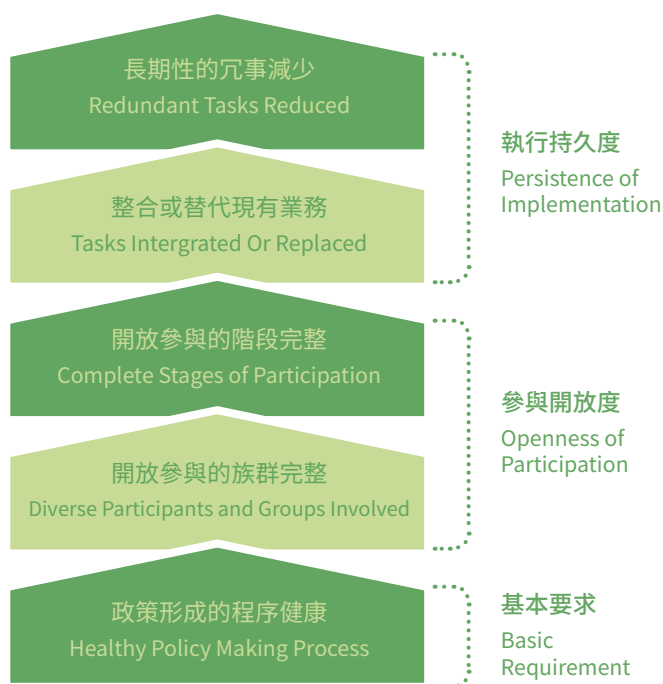 長期性的冗事減少
Redundant Tasks Reduced
整合或替代現有業務
Tasks Intergrated Or Replaced
執行持久度
Persistence of
Implementation
開放參與的階段完整
Complete Stages of Participation
開放參與的族群完整
Diverse Participants and Groups Involved
參與開放度
Openness of
Participation
政策形成的程序健康
Healthy Policy Making Process
基本要求
Basic
Requirement